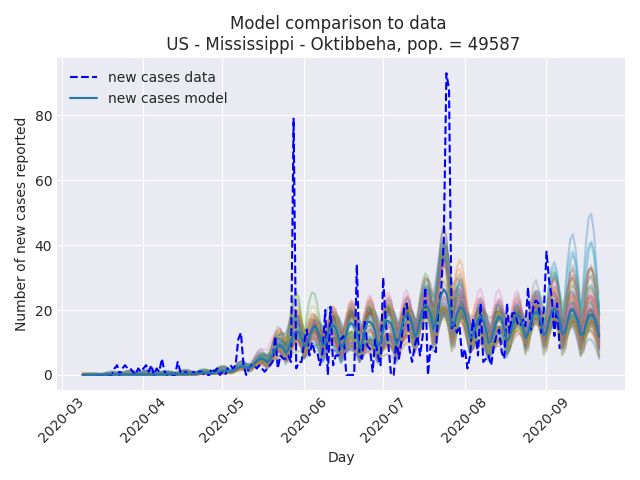 Model comparison to data
US - Mississippi - Oktibbeha, pop. = 49587
new cases data
new cases model
Number of new cases reported
80
60
40
20
0
2020-03
2020-04
2020-05
2020-06
2020-07
2020-08
2020-09
Day